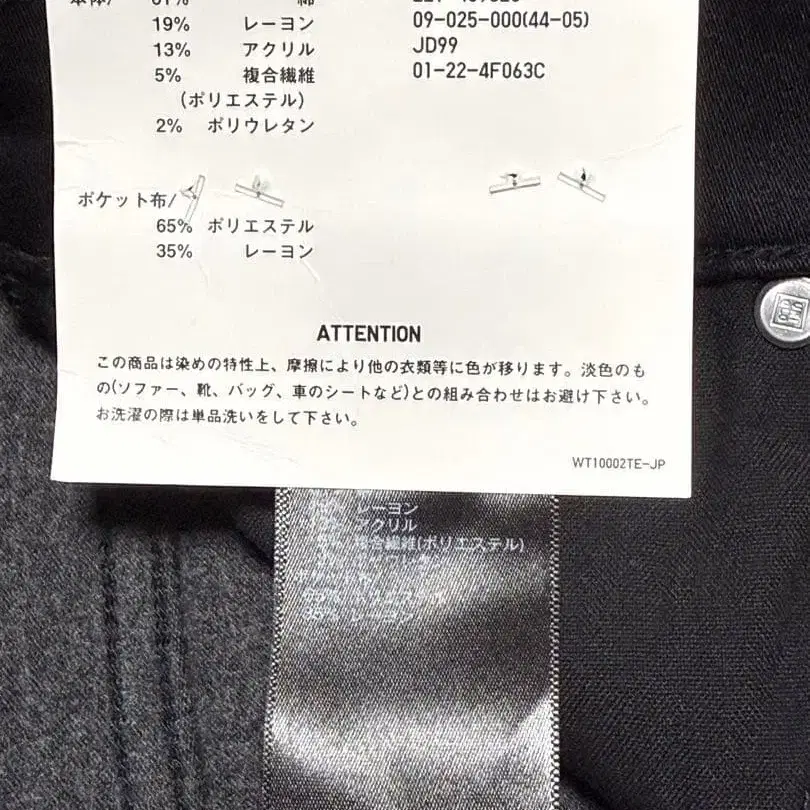 本体/ 61% 綿
19% レーヨン
13% アクリル
5% 複合繊維
(ポリエステル)
2% ポリウレタン
09-025-000(44-05)
JD99
01-22-4F063C
ポケット布/
65% ポリエステル
35% レーヨン
ATTENTION
この商品は染めの特性上、摩擦により他の衣類等に色が移ります。淡色のも
の(ソファー、靴、バッグ、車のシートなど)との組み合わせはお避け下さい。
お洗濯の際は単品洗いをして下さい。
WT10002TE-JP
レーヨン
アクリル
複合繊維(ポリエステル)
レーヨン